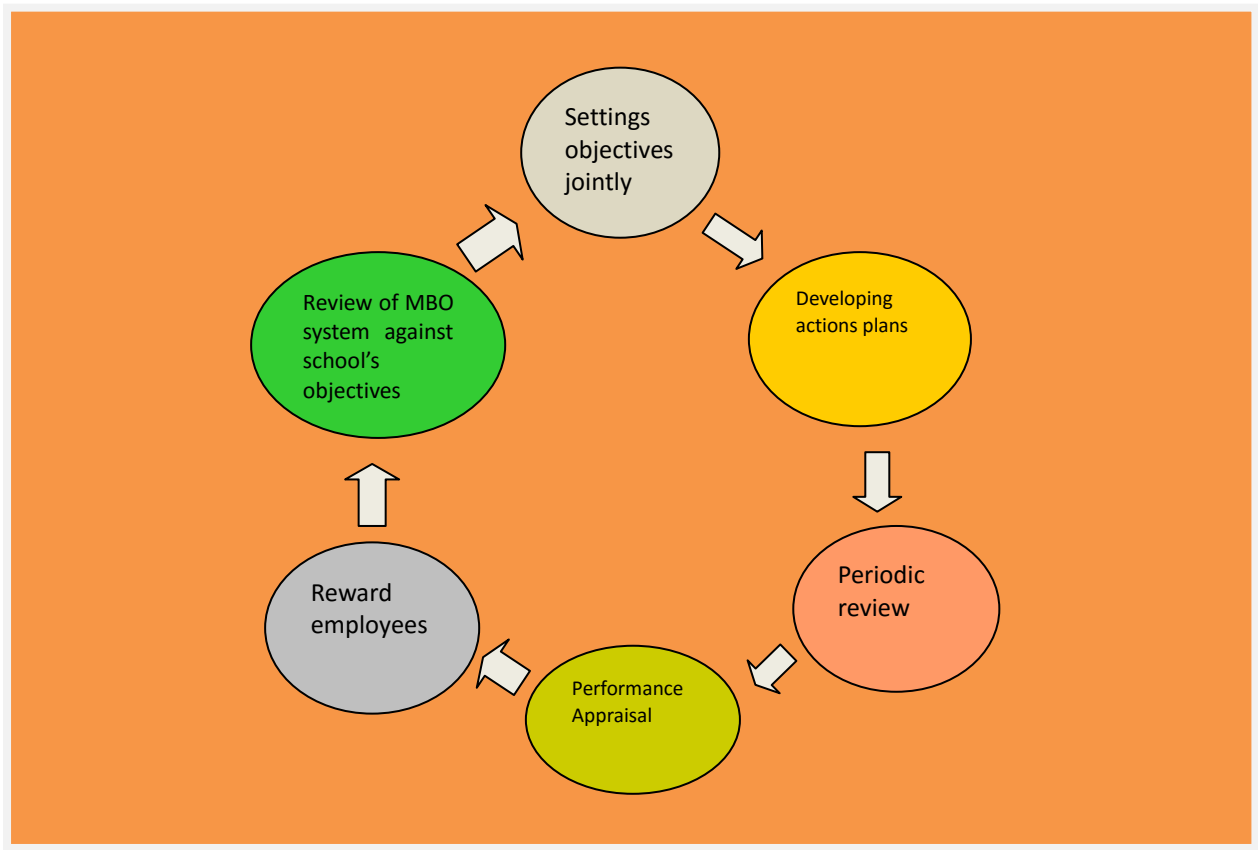 Settings
objectives
jointly
Developing
actions plans
Periodic
review
Performance
Appraisal
Reward
employees
Review of MBO
system against
school's
objectives